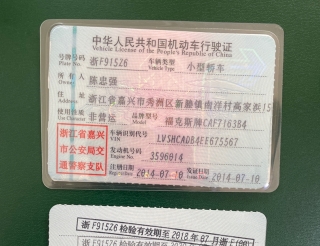 中华人民共和国机动车行驶证
Vehicle License of the People's Republic of China
号牌号码 浙F915Z6 车辆类型 小型轿车
Plate No. Vehicle Type
所有人 陈忠强
Owner
住址 浙江省嘉兴市秀洲区新塍镇南洋村高家浜15
Address
使用性质 非营运 品牌型号 福克斯牌CAF7163B4
Use Character Model
浙江省嘉兴市公安局交通警察支队
车辆识别代号 LVSHCADB4EE675567
VIN
发动机号码 3596014
Engine No.
注册日期 2014-07-10 发证日期 2014-07-10
Register Date Issue Date
浙F915Z6 检验有效期至2018年07月浙E(00)